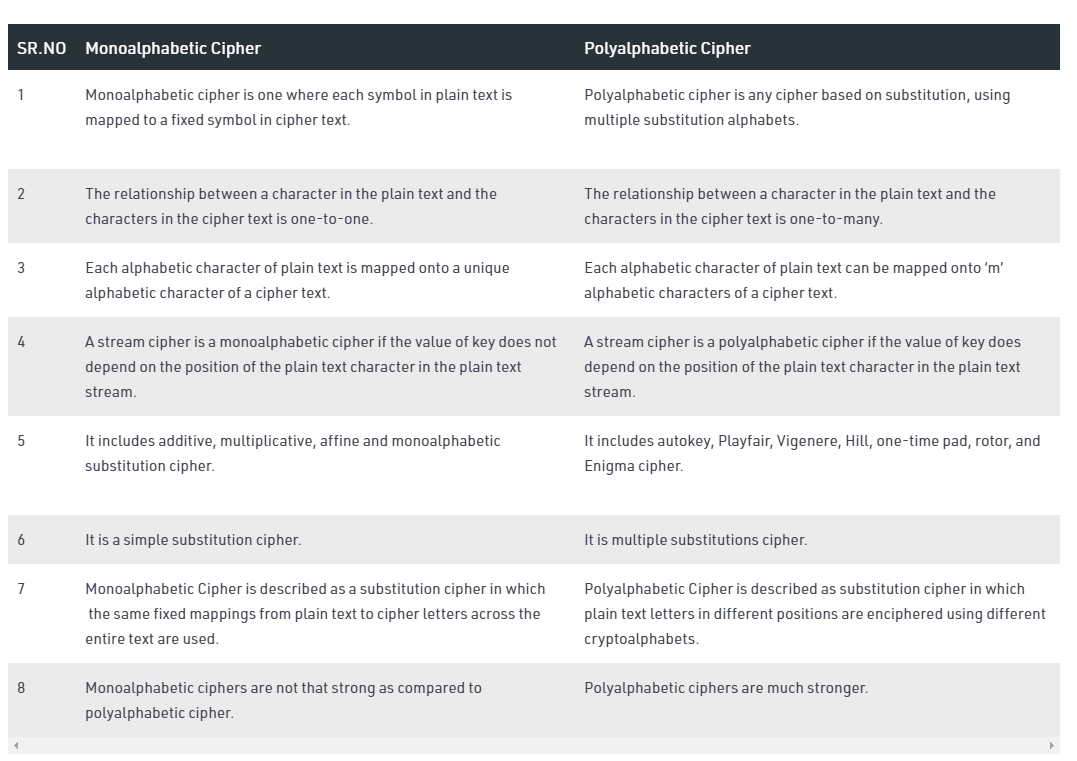 SR.NO Monoalphabetic Cipher Polyalphabetic Cipher
1 Monoalphabetic cipher is one where each symbol in plain text is
mapped to a fixed symbol in cipher text.
Polyalphabetic cipher is any cipher based on substitution, using
multiple substitution alphabets.
2 The relationship between a character in the plain text and the
characters in the cipher text is one-to-one.
The relationship between a character in the plain text and the
characters in the cipher text is one-to-many.
3 Each alphabetic character of plain text is mapped onto a unique
alphabetic character of a cipher text.
Each alphabetic character of plain text can be mapped onto ‘m’
alphabetic characters of a cipher text.
4 A stream cipher is a monoalphabetic cipher if the value of key does not
depend on the position of the plain text character in the plain text
stream.
A stream cipher is a polyalphabetic cipher if the value of key does
depend on the position of the plain text character in the plain text
stream.
5 It includes additive, multiplicative, affine and monoalphabetic
substitution cipher.
It includes autokey, Playfair, Vigenere, Hill, one-time pad, rotor, and
Enigma cipher.
6 It is a simple substitution cipher.
It is multiple substitutions cipher.
7 Monoalphabetic Cipher is described as a substitution cipher in which
the same fixed mappings from plain text to cipher letters across the
entire text are used.
Polyalphabetic Cipher is described as substitution cipher in which
plain text letters in different positions are enciphered using different
cryptoalphabets.
8 Monoalphabetic ciphers are not that strong as compared to
polyalphabetic cipher.
Polyalphabetic ciphers are much stronger.